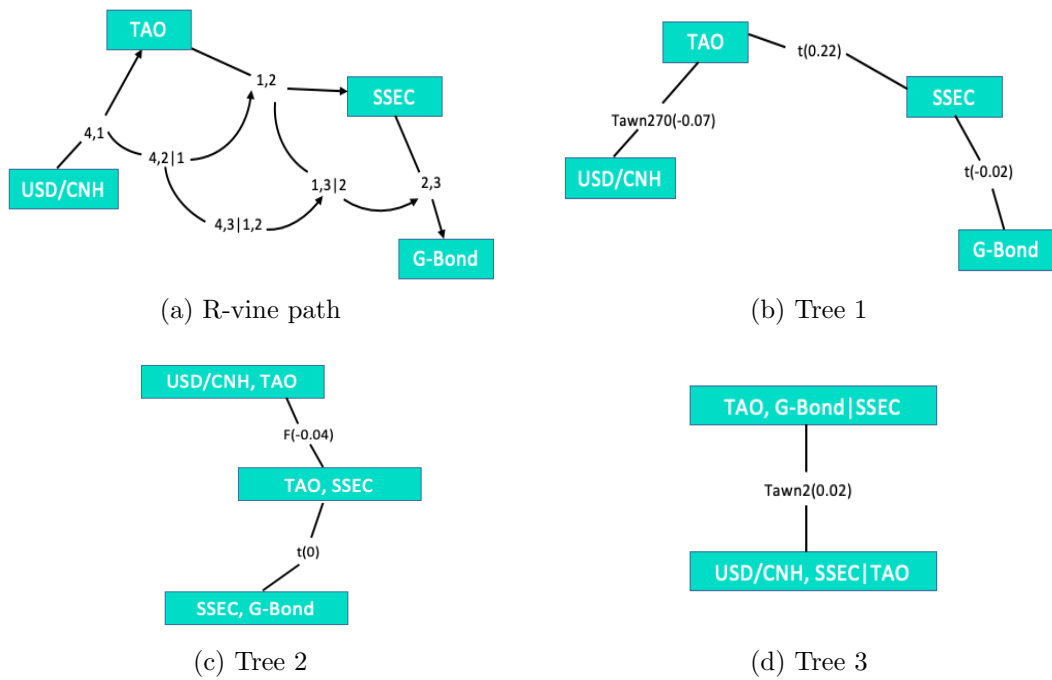 TAO
1,2
SSEC
4,1
4,2|1
USD/CNH
1,3|2
2,3
4,3|1,2
G-Bond
(a) R-vine path
TAO
t(0.22)
SSEC
Tawn270(-0.07)
USD/CNH
t(-0.02)
G-Bond
(b) Tree 1
USD/CNH, TAO
F(-0.04)
TAO, SSEC
t(0)
SSEC, G-Bond
(c) Tree 2
TAO, G-Bond|SSEC
Tawn2(0.02)
USD/CNH, SSEC|TAO
(d) Tree 3